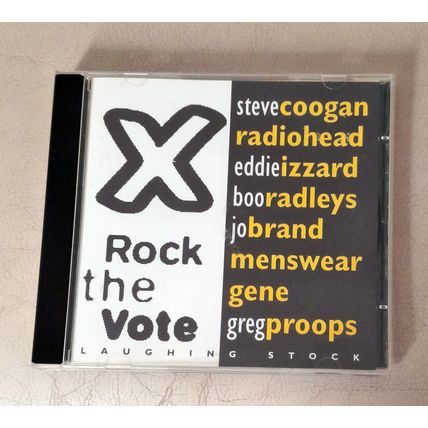 X
Rock
the
Vote
stevecoogan
radiohead
eddieizzard
booradleys
jobrand
menswear
gene
gregproops
LAUGHING STOCK